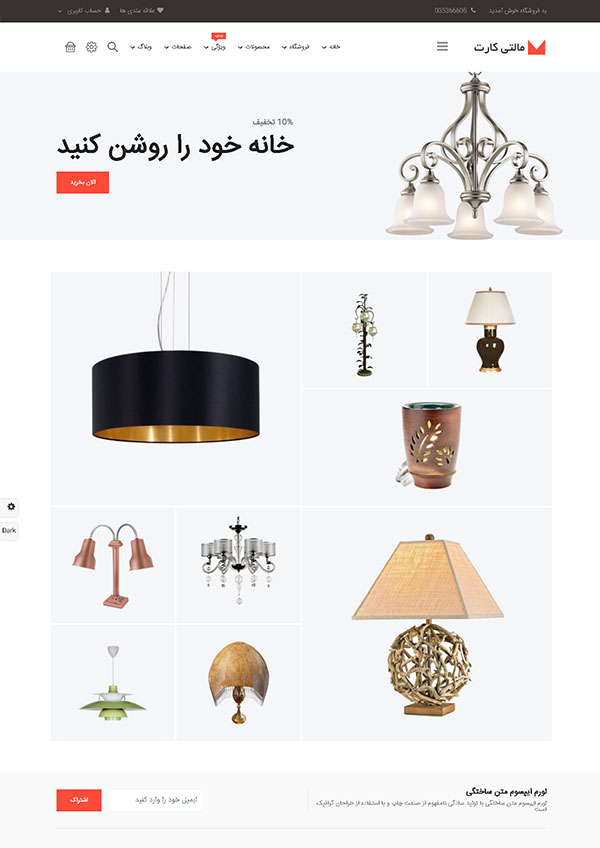 به فروشگاه خوش آمدید
035366606
علاقه مندی ها
حساب کاربری
مالتی کارت
خانه
فروشگاه
محصولات
ویژگی
صفحات
وبلاگ
10% تخفیف
خانه خود را روشن کنید
الان بخرید
Dark
لورم ایپسوم متن ساختگی
لورم ایپسوم متن ساختگی با تولید سادگی نامفهوم از صنعت چاپ و با استفاده از طراحان گرافیک
است
ایمیل خود را وارد کنید
اشتراک